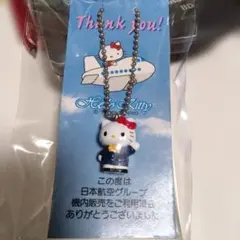 Thank you!
Hello Kitty
この度は
日本航空グループ
機内販売をご利用頂き
ありがとうございました